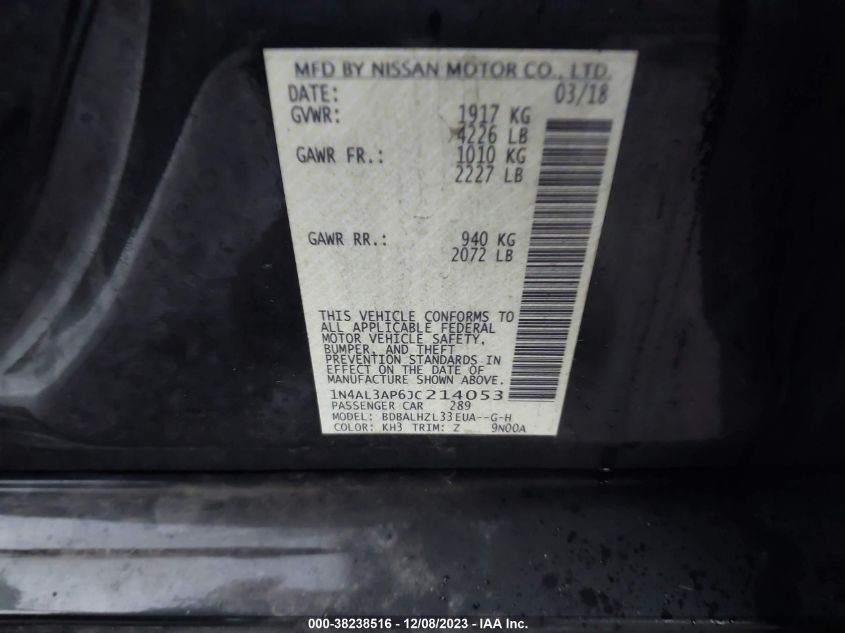 MFD BY NISSAN MOTOR CO., LTD.
DATE: 03/18
GVWR: 1917 KG
4226 LB
GAWR FR.: 1010 KG
2227 LB
GAWR RR.: 940 KG
2072 LB
THIS VEHICLE CONFORMS TO
ALL APPLICABLE FEDERAL
MOTOR VEHICLE SAFETY,
BUMPER, AND THEFT
PREVENTION STANDARDS IN
EFFECT ON THE DATE OF
MANUFACTURE SHOWN ABOVE.
1N4AL3AP6JC214053
PASSENGER CAR 289
MODEL: BDBALHZL33EUA--G-H
COLOR: KH3 TRIM: Z 9N00A
000-38238516 - 12/08/2023 - IAA Inc.